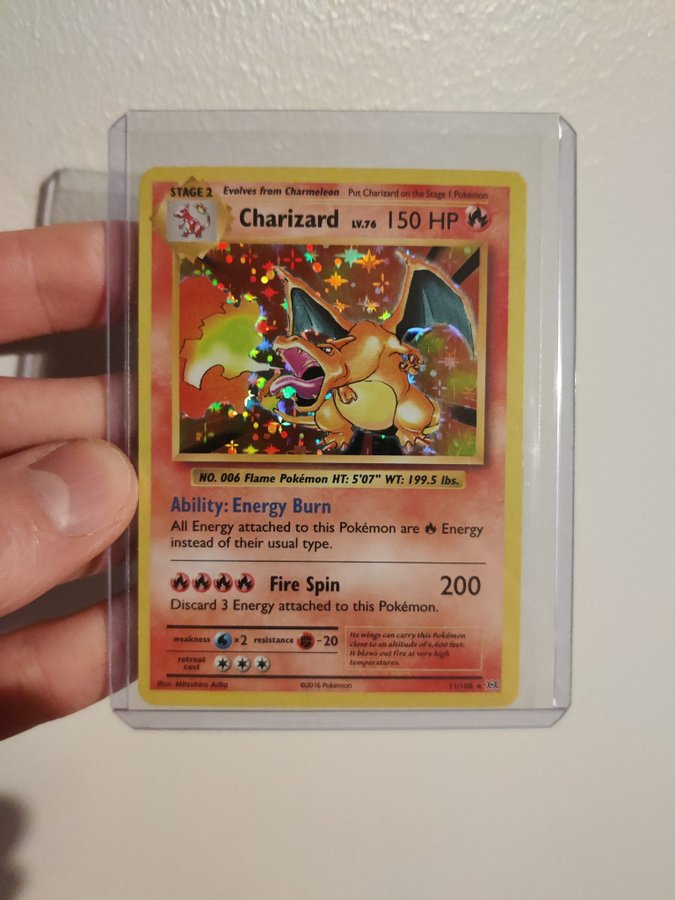 STAGE 2 Evolves from Charmeleon Put Charizard on the Stage 1 Pokémon
Charizard LV.76 150 HP
NO. 006 Flame Pokémon HT: 5'07" WT: 199.5 lbs.
Ability: Energy Burn
All Energy attached to this Pokémon are Energy
instead of their usual type.
Fire Spin 200
Discard 3 Energy attached to this Pokémon.
weakness ×2 resistance -20
retreat
cost
Its wings can carry this Pokémon
close to an altitude of 4,600 feet.
It blows out fire at very high
temperatures.
Illus. Mitsuhiro Arita ©2016 Pokémon 11/108